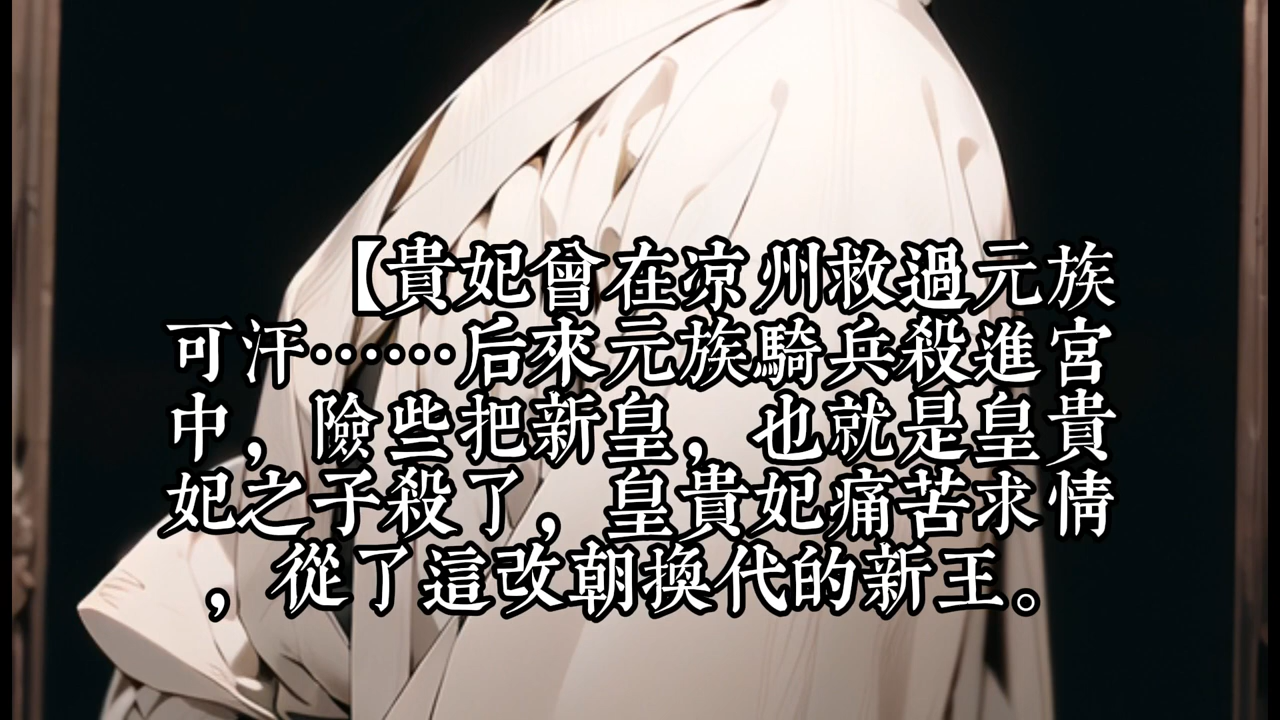 【貴妃曾在凉州救過元族
可汗……后來元族騎兵殺進宮
中，險些把新皇，也就是皇貴
妃之子殺了，皇貴妃痛苦求情
，從了這改朝換代的新王。